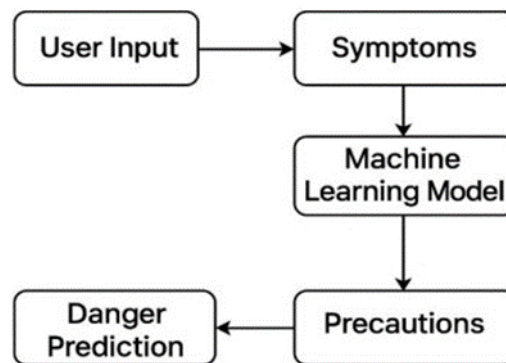 User Input
Symptoms
Machine
Learning Model
Precautions
Danger
Prediction